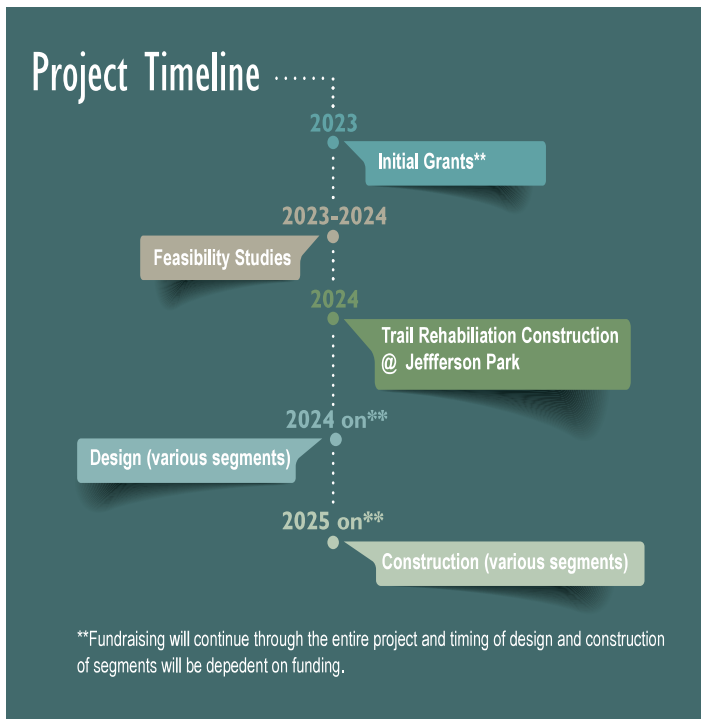 Project Timeline
2023
Initial Grants**
2023-2024
Feasibility Studies
2024
Trail Rehabiliation Construction
@ Jeffferson Park
2024 on**
Design (various segments)
2025 on**
Construction (various segments)
**Fundraising will continue through the entire project and timing of design and construction
of segments will be depedent on funding.